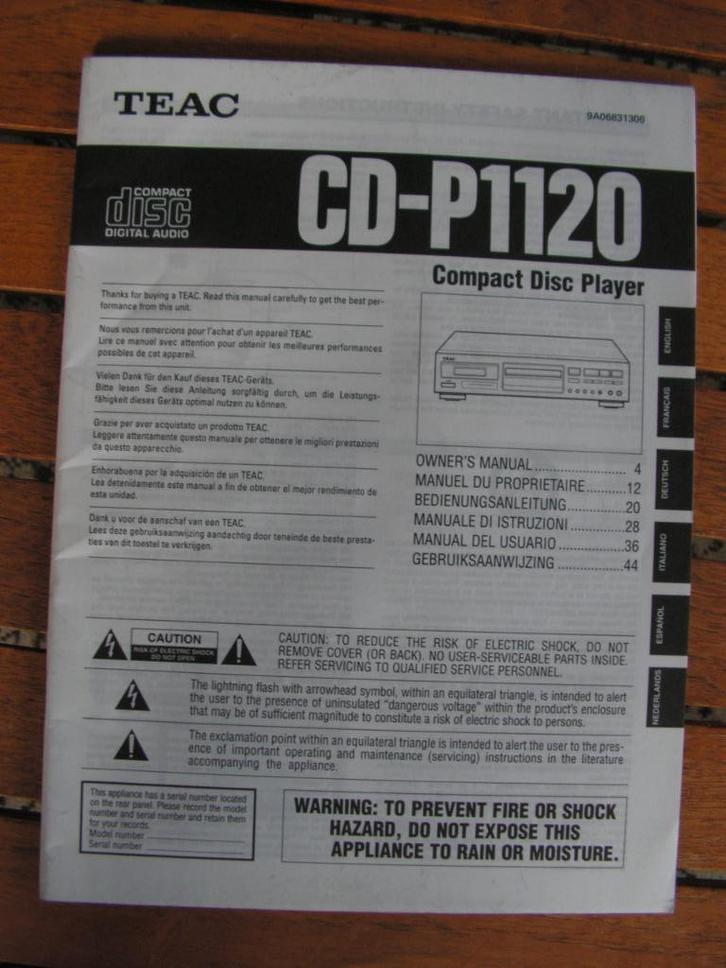 TEAC
9A06831300
COMPACT
disc
DIGITAL AUDIO
CD-P1120
Compact Disc Player
Thanks for buying a TEAC. Read this manual carefully to get the best per-
formance from this unit.
Nous vous remercions pour l'achat d'un appareil TEAC.
Lire ce manuel avec attention pour obtenir les meilleures performances
possibles de cet appareil.
Vielen Dank für den Kauf dieses TEAC-Geräts.
Bitte lesen Sie diese Anleitung sorgfältig durch, um die Leistungs-
fähigkeit dieses Geräts optimal nutzen zu können.
Grazie per aver acquistato un prodotto TEAC.
Leggere attentamente questo manuale per ottenere le migliori prestazioni
da questo apparecchio.
Enhorabuena por la adquisición de un TEAC.
Lea detenidamente este manual a fin de obtener el mejor rendimiento de
esta unidad.
Dank u voor de aanschaf van een TEAC.
Lees deze gebruiksaanwijzing aandachtig door teneinde de beste presta-
ties van dit toestel te verkrijgen.
TEAC
OWNER'S MANUAL ........................ 4
MANUEL DU PROPRIETAIRE ..........12
BEDIENUNGSANLEITUNG ...............20
MANUALE DI ISTRUZIONI ..............28
MANUAL DEL USUARIO .................36
GEBRUIKSAANWIJZING .................44
ENGLISH
FRANCAIS
DEUTSCH
ITALIANO
ESPAÑOL
NEDERLANDS
CAUTION
RISK OF ELECTRIC SHOCK
DO NOT OPEN
CAUTION: TO REDUCE THE RISK OF ELECTRIC SHOCK, DO NOT
REMOVE COVER (OR BACK). NO USER-SERVICEABLE PARTS INSIDE.
REFER SERVICING TO QUALIFIED SERVICE PERSONNEL.
The lightning flash with arrowhead symbol, within an equilateral triangle, is intended to alert
the user to the presence of uninsulated "dangerous voltage" within the product's enclosure
that may be of sufficient magnitude to constitute a risk of electric shock to persons.
The exclamation point within an equilateral triangle is intended to alert the user to the pres-
ence of important operating and maintenance (servicing) instructions in the literature
accompanying the appliance.
This appliance has a serial number located
on the rear panel. Please record the model
number and serial number and retain them
for your records.
Model number
Serial number
WARNING: TO PREVENT FIRE OR SHOCK
HAZARD, DO NOT EXPOSE THIS
APPLIANCE TO RAIN OR MOISTURE.